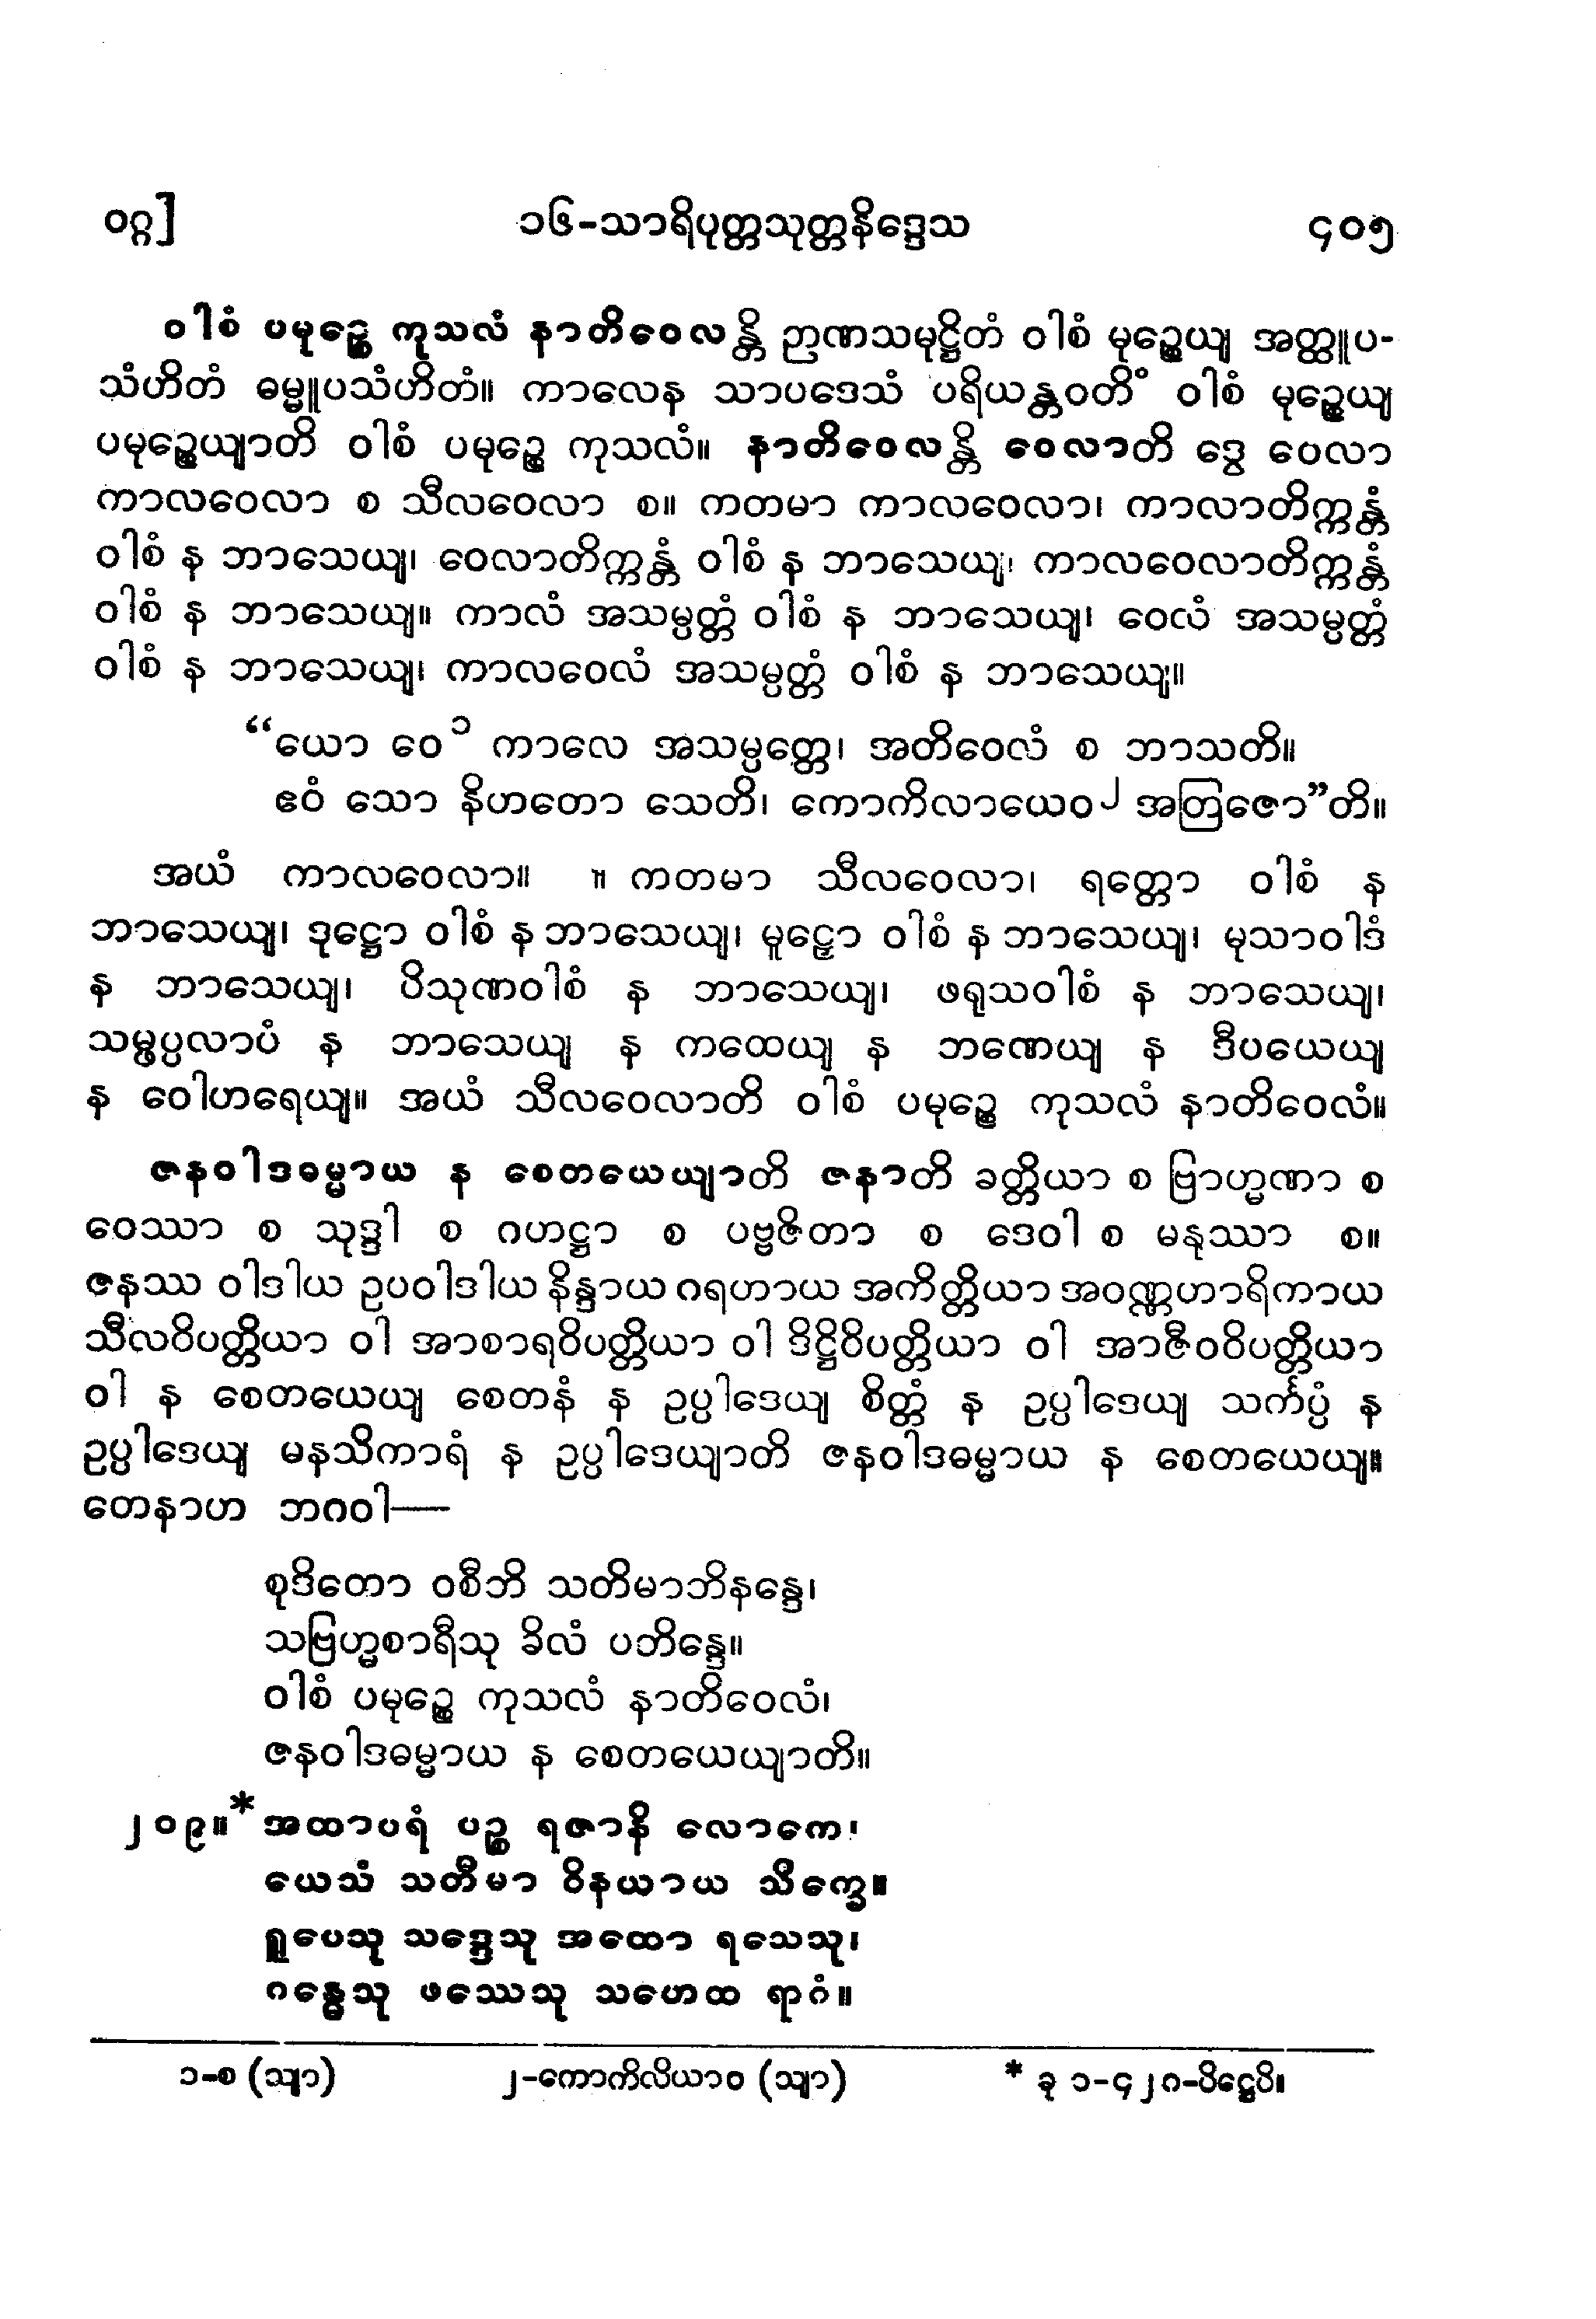 ဝဂ္ဂ]
၁၆-သာရိပုတ္တသုတ္တနိဒ္ဒေသ
၄၀၅
ဝါစံ ပမုဉ္စေ ကုသလံ နာတိဝေလန္တိ ဉာဏသမုဋ္ဌိတံ ဝါစံ မုဉ္စေယျ အတ္ထူပ-
သံဟိတံ ဓမ္မူပသံဟိတံ။ ကာလေန သာပဒေသံ ပရိယန္တဝတိံ ဝါစံ မုဉ္စေယျ
ပမုဉ္စေယျာတိ ဝါစံ ပမုဉ္စေ ကုသလံ။ နာတိဝေလန္တိ ဝေလာတိ ဒွေ ဝေလာ
ကာလဝေလာ စ သီလဝေလာ စ။ ကတမာ ကာလဝေလာ၊ ကာလာတိက္ကန္တံ
ဝါစံ န ဘာသေယျ၊ ဝေလာတိက္ကန္တံ ဝါစံ န ဘာသေယျ၊ ကာလဝေလာတိက္ကန္တံ
ဝါစံ န ဘာသေယျ။ ကာလံ အသမ္ပတ္တံ ဝါစံ န ဘာသေယျ၊ ဝေလံ အသမ္ပတ္တံ
ဝါစံ န ဘာသေယျ၊ ကာလဝေလံ အသမ္ပတ္တံ ဝါစံ န ဘာသေယျ။
“ယော ဝေ ၁ ကာလေ အသမ္ပတ္တေ၊ အတိဝေလံ စ ဘာသတိ။
ဧဝံ သော နိဟတော သေတိ၊ ကောကိလာယေဝ ၂ အတြဇော”တိ။
အယံ ကာလဝေလာ။ ။ ကတမာ သီလဝေလာ၊ ရတ္တော ဝါစံ န
ဘာသေယျ၊ ဒုဋ္ဌော ဝါစံ န ဘာသေယျ၊ မူဠှော ဝါစံ န ဘာသေယျ၊ မုသာဝါဒံ
န ဘာသေယျ၊ ပိသုဏဝါစံ န ဘာသေယျ၊ ဖရုသဝါစံ န ဘာသေယျ၊
သမ္ဖပ္ပလာပံ န ဘာသေယျ န ကထေယျ န ဘဏေယျ န ဒီပယေယျ
န ဝေါဟရေယျ။ အယံ သီလဝေလာတိ ဝါစံ ပမုဉ္စေ ကုသလံ နာတိဝေလံ။
ဇနဝါဒဓမ္မာယ န စေတယေယျာတိ ဇနာတိ ခတ္တိယာ စ ဗြာဟ္မဏာ စ
ဝေဿာ စ သုဒ္ဒါ စ ဂဟဋ္ဌာ စ ပဗ္ဗဇိတာ စ ဒေဝါ စ မနုဿာ စ။
ဇနဿ ဝါဒါယ ဥပဝါဒါယ နိန္ဒာယ ဂရဟာယ အကိတ္တိယာ အဝဏ္ဏဟာရိကာယ
သီလဝိပတ္တိယာ ဝါ အာစာရဝိပတ္တိယာ ဝါ ဒိဋ္ဌိဝိပတ္တိယာ ဝါ အာဇီဝဝိပတ္တိယာ
ဝါ န စေတယေယျ စေတနံ န ဥပ္ပါဒေယျ စိတ္တံ န ဥပ္ပါဒေယျ သင်္ကပ္ပံ န
ဥပ္ပါဒေယျ မနသိကာရံ န ဥပ္ပါဒေယျာတိ ဇနဝါဒဓမ္မာယ န စေတယေယျ။
တေနာဟ ဘဂဝါ—
စုဒိတော ဝစီဘိ သတိမာဘိနန္ဒေ၊
သဗြဟ္မစာရီသု ခိလံ ပဘိန္ဒေ။
ဝါစံ ပမုဉ္စေ ကုသလံ နာတိဝေလံ၊
ဇနဝါဒဓမ္မာယ န စေတယေယျာတိ။
၂၀၉။* အထာပရံ ပဉ္စ ရဇာနိ လောကေ၊
ယေသံ သတီမာ ဝိနယာယ သိက္ခေ။
ရူပေသု သဒ္ဒေသု အထော ရသေသု၊
ဂန္ဓေသု ဖဿေသု သဟေထ ရာဂံ။
၁-စ (သျာ)
၂-ကောကိလိယာဝ (သျာ)
* ခု ၁-၄၂၈-ပိဋ္ဌေပိ။